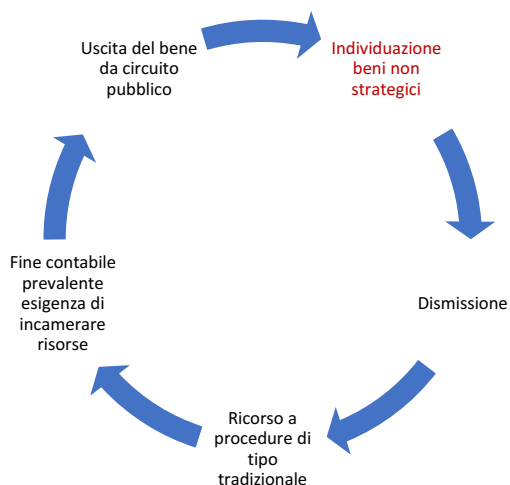 Individuazione
beni non
strategici
Dismissione
Ricorso a
procedure di
tipo
tradizionale
Fine contabile
prevalente
esigenza di
incamerare
risorse
Uscita del bene
da circuito
pubblico